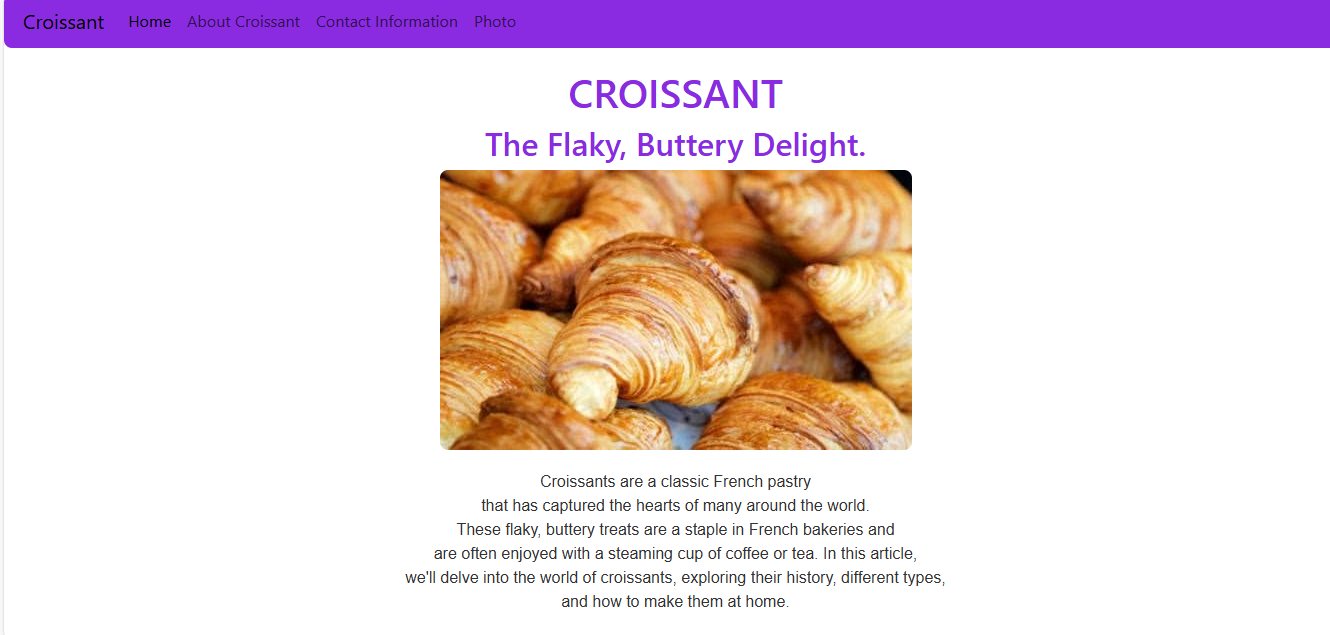 Croissant Home About Croissant Contact Information Photo
CROISSANT
The Flaky, Buttery Delight.
Croissants are a classic French pastry
that has captured the hearts of many around the world.
These flaky, buttery treats are a staple in French bakeries and
are often enjoyed with a steaming cup of coffee or tea. In this article,
we'll delve into the world of croissants, exploring their history, different types,
and how to make them at home.